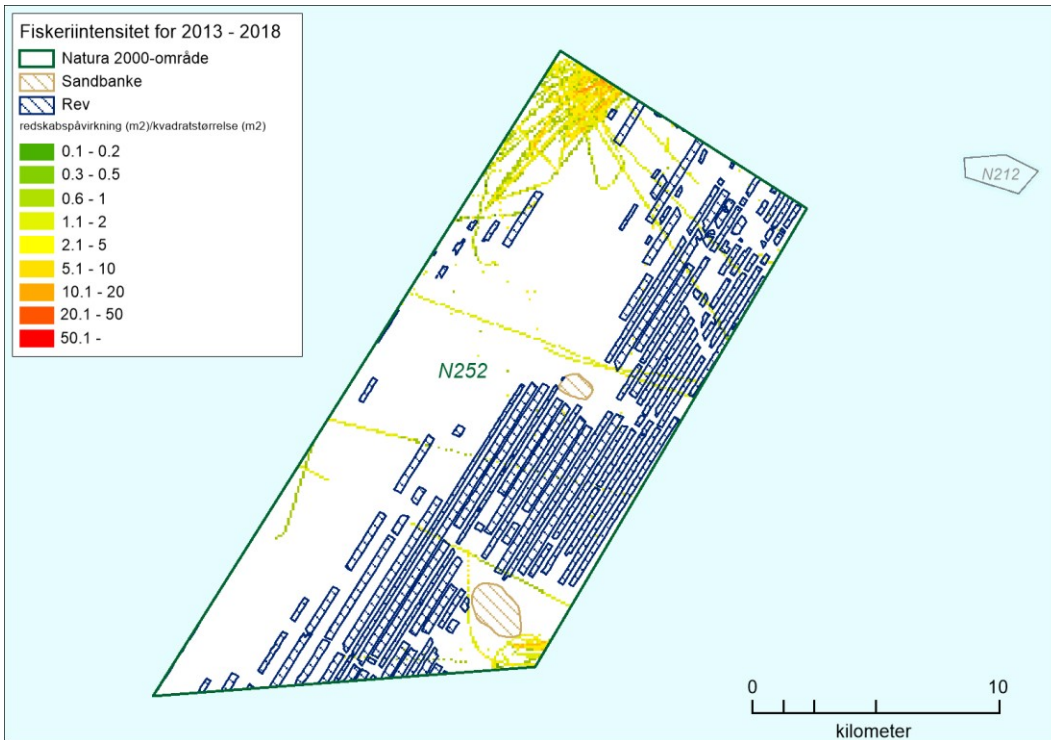 Fiskeriintensitet for 2013 - 2018
Natura 2000-område
Sandbanke
Rev
redskabspåvirkning (m2)/kvadratstørrelse (m2)
0.1 - 0.2
0.3 - 0.5
0.6 - 1
1.1 - 2
2.1 - 5
5.1 - 10
10.1 - 20
20.1 - 50
50.1 -
N212
N252
0 10
kilometer